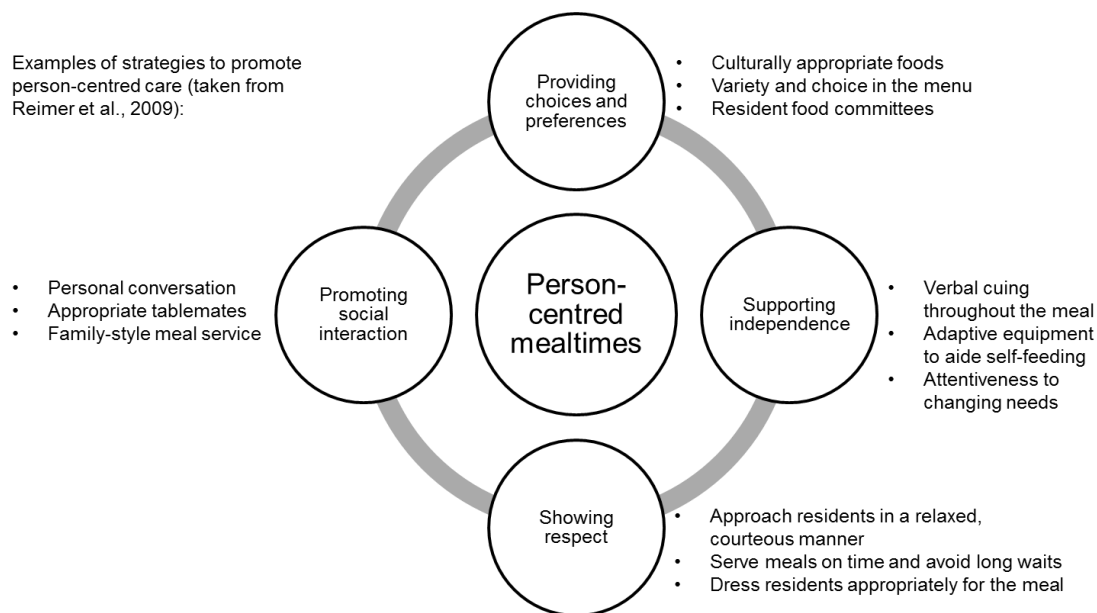 Examples of strategies to promote
person-centred care (taken from
Reimer et al., 2009):
Providing
choices and
preferences
• Culturally appropriate foods
• Variety and choice in the menu
• Resident food committees
• Personal conversation
• Appropriate tablemates
• Family-style meal service
Promoting
social
interaction
Person-
centred
mealtimes
Supporting
independence
• Verbal cuing
throughout the meal
• Adaptive equipment
to aide self-feeding
• Attentiveness to
changing needs
Showing
respect
• Approach residents in a relaxed,
courteous manner
• Serve meals on time and avoid long waits
• Dress residents appropriately for the meal